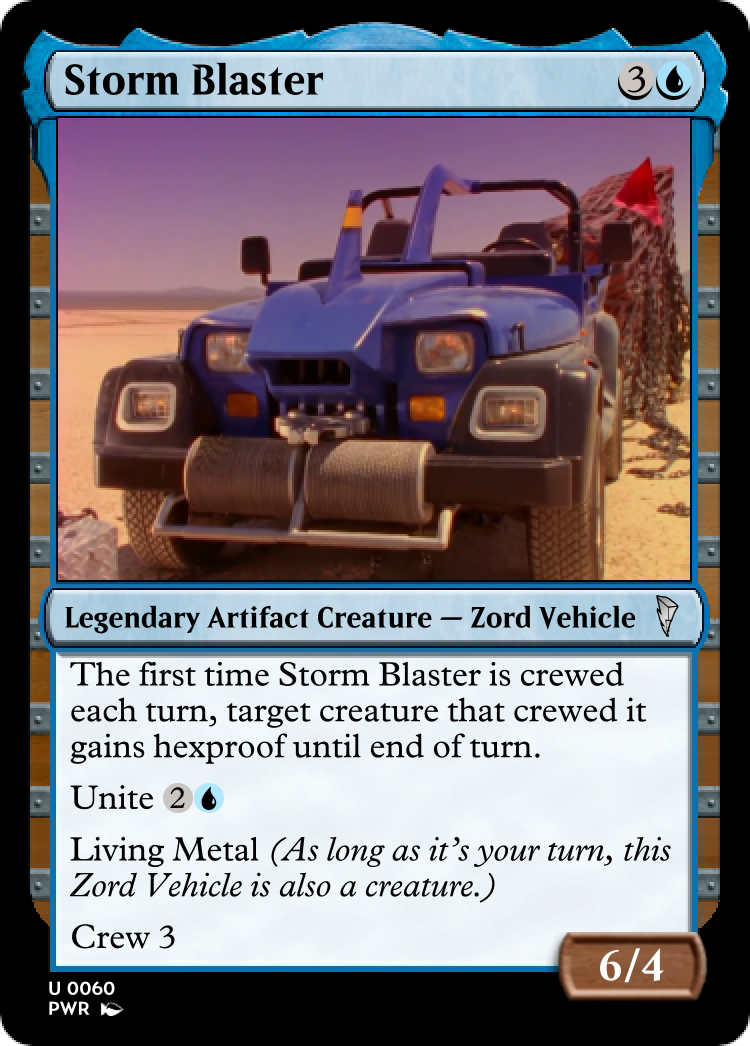 Storm Blaster 3
Legendary Artifact Creature — Zord Vehicle
The first time Storm Blaster is crewed
each turn, target creature that crewed it
gains hexproof until end of turn.
Unite 2
Living Metal (As long as it's your turn, this
Zord Vehicle is also a creature.)
Crew 3
6/4
U 0060
PWR